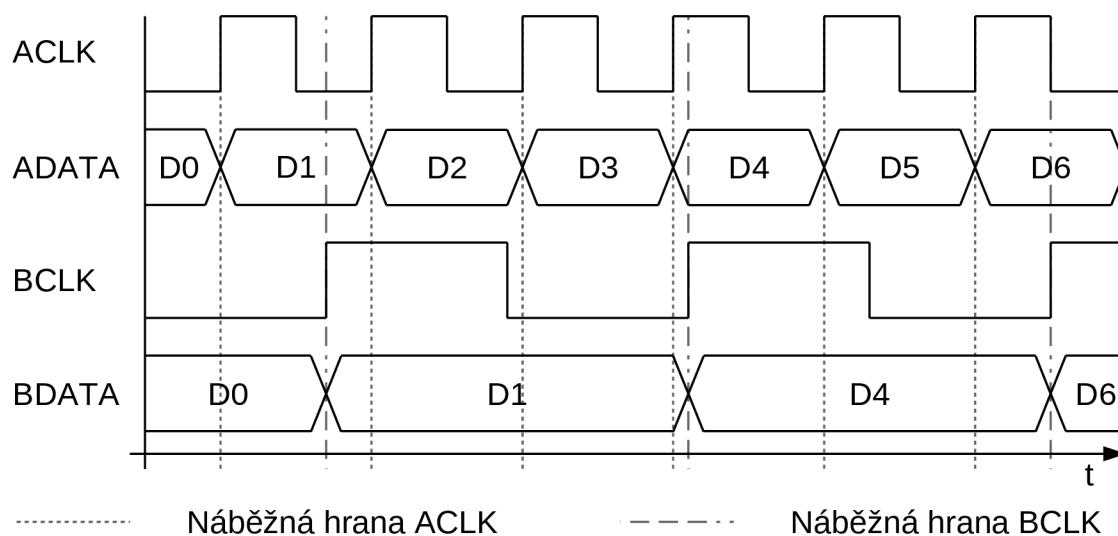 ACLK
ADATA D0 D1 D2 D3 D4 D5 D6
BCLK
BDATA D0 D1 D4 D6
t
Náběžná hrana ACLK Náběžná hrana BCLK